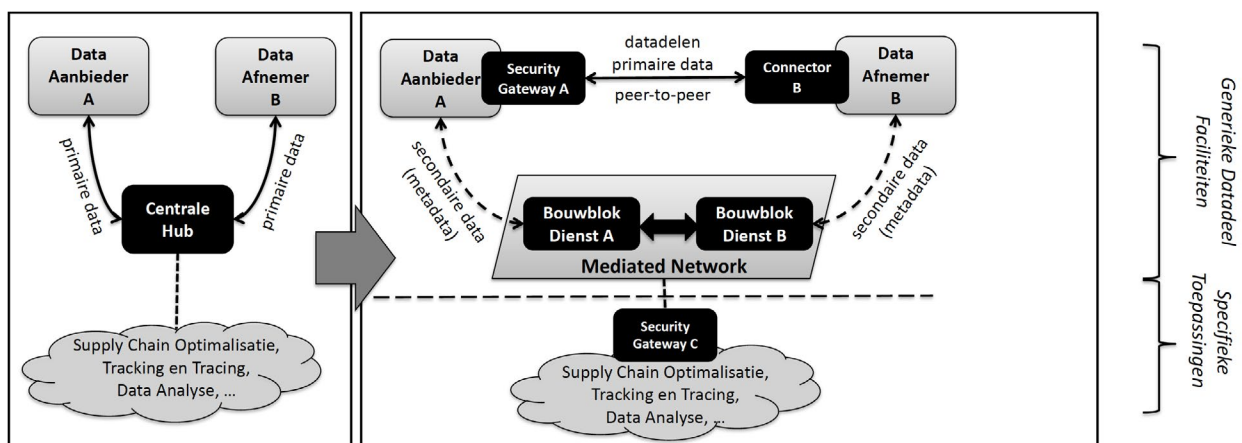 Data
Aanbieder
A
Data
Afnemer
B
primaire data
primaire data
Centrale
Hub
Supply Chain Optimalisatie,
Tracking en Tracing,
Data Analyse, ...
Data
Aanbieder
A
Security
Gateway A
datadelen
primaire data
peer-to-peer
Connector
B
Data
Afnemer
B
secondaire data
(metadata)
secondaire data
(metadata)
Bouwblok
Dienst A
Bouwblok
Dienst B
Mediated Network
Security
Gateway C
Supply Chain Optimalisatie,
Tracking en Tracing,
Data Analyse, ...
Generieke Datadeel
Faciliteiten
Specifieke
Toepassingen